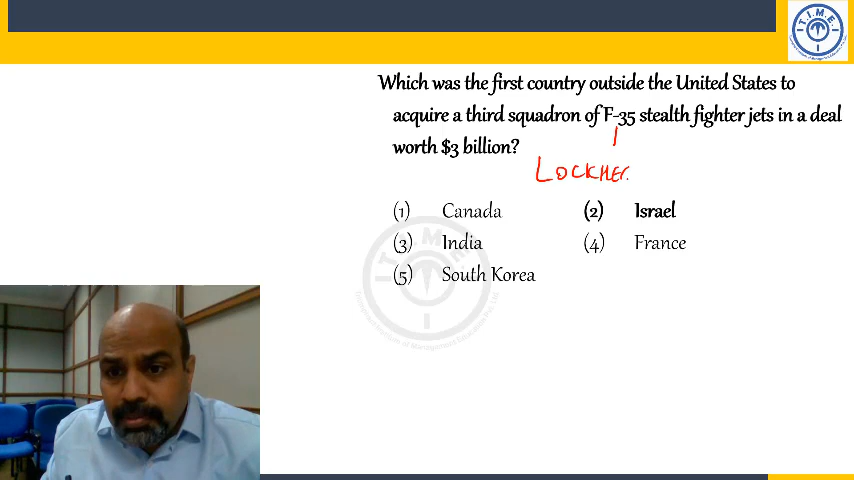 T.I.M.E.
Which was the first country outside the United States to
acquire a third squadron of F-35 stealth fighter jets in a deal
worth $3 billion?
LOCKHEE
(1) Canada (2) Israel
(3) India (4) France
(5) South Korea